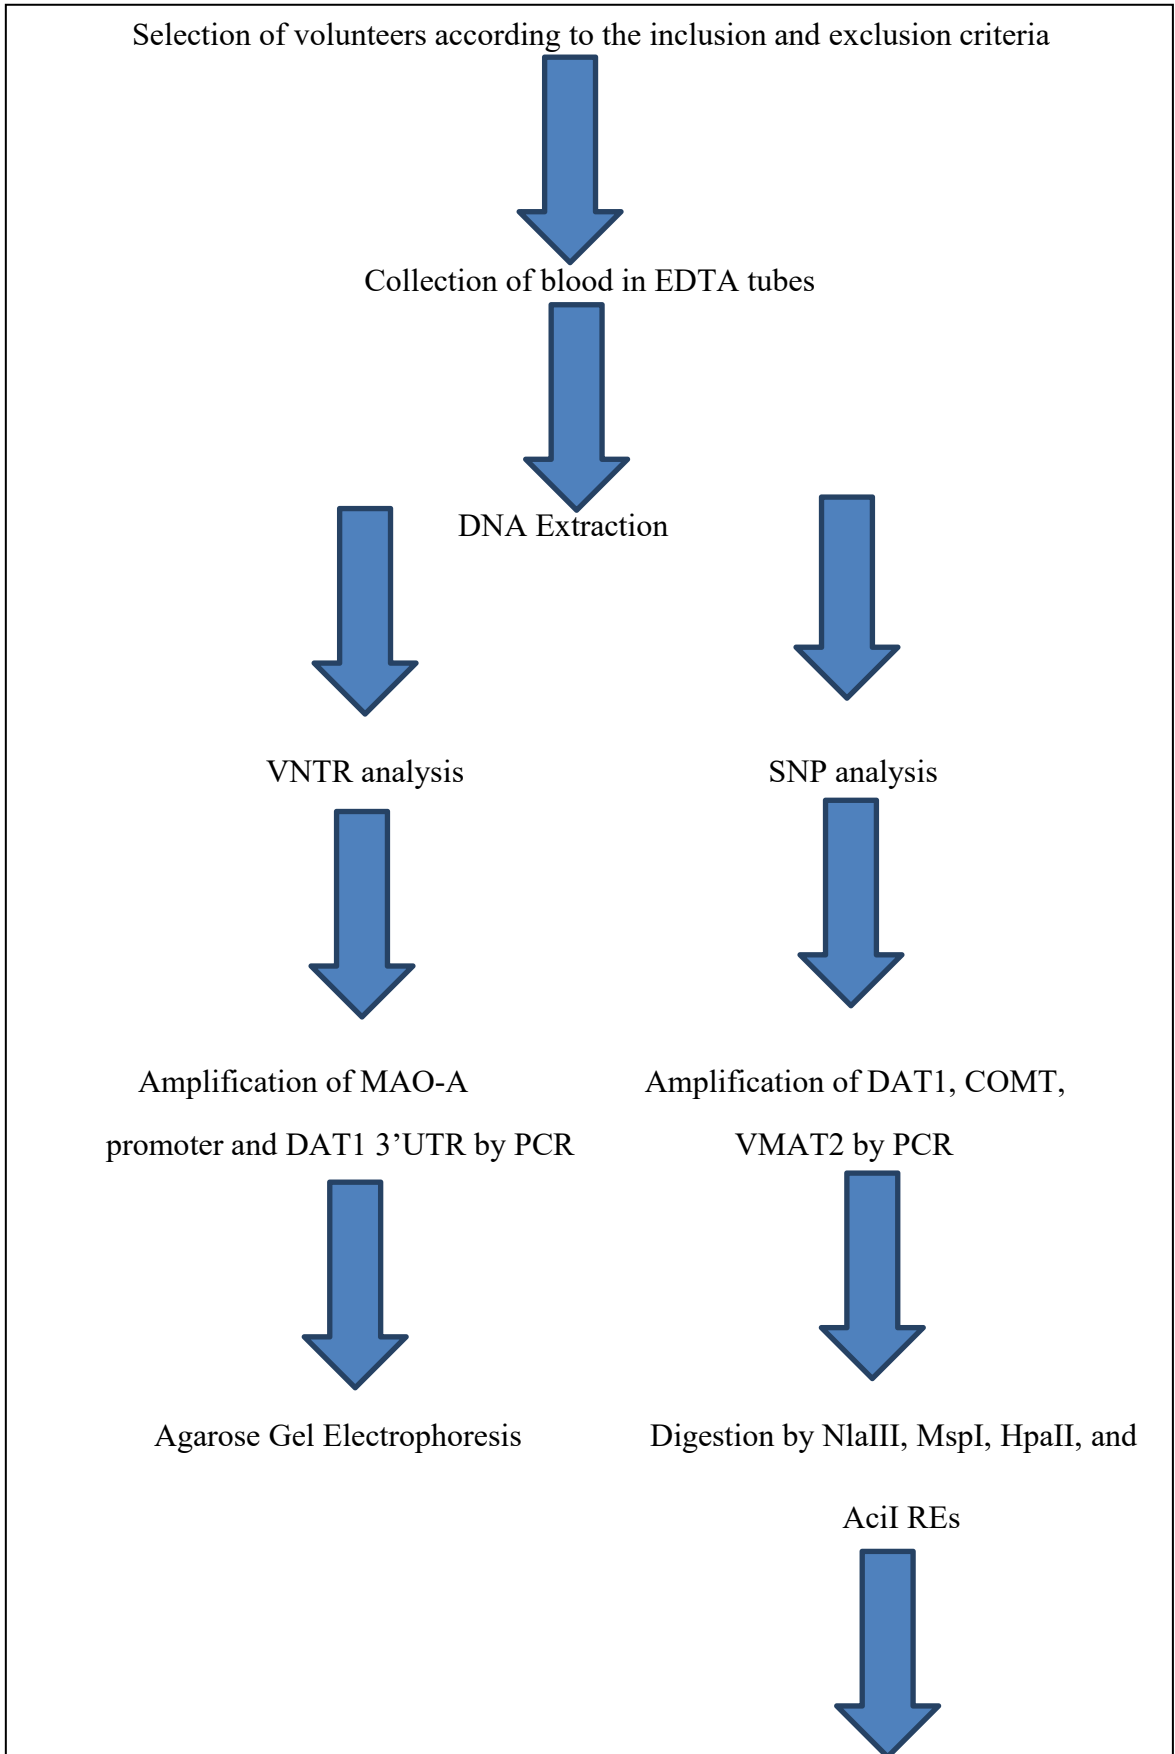 Selection of volunteers according to the inclusion and exclusion criteria
Collection of blood in EDTA tubes
DNA Extraction
VNTR analysis
SNP analysis
Amplification of MAO-A
promoter and DAT1 3’UTR by PCR
Amplification of DAT1, COMT,
VMAT2 by PCR
Agarose Gel Electrophoresis
Digestion by NlaIII, MspI, HpaII, and
AciI REs